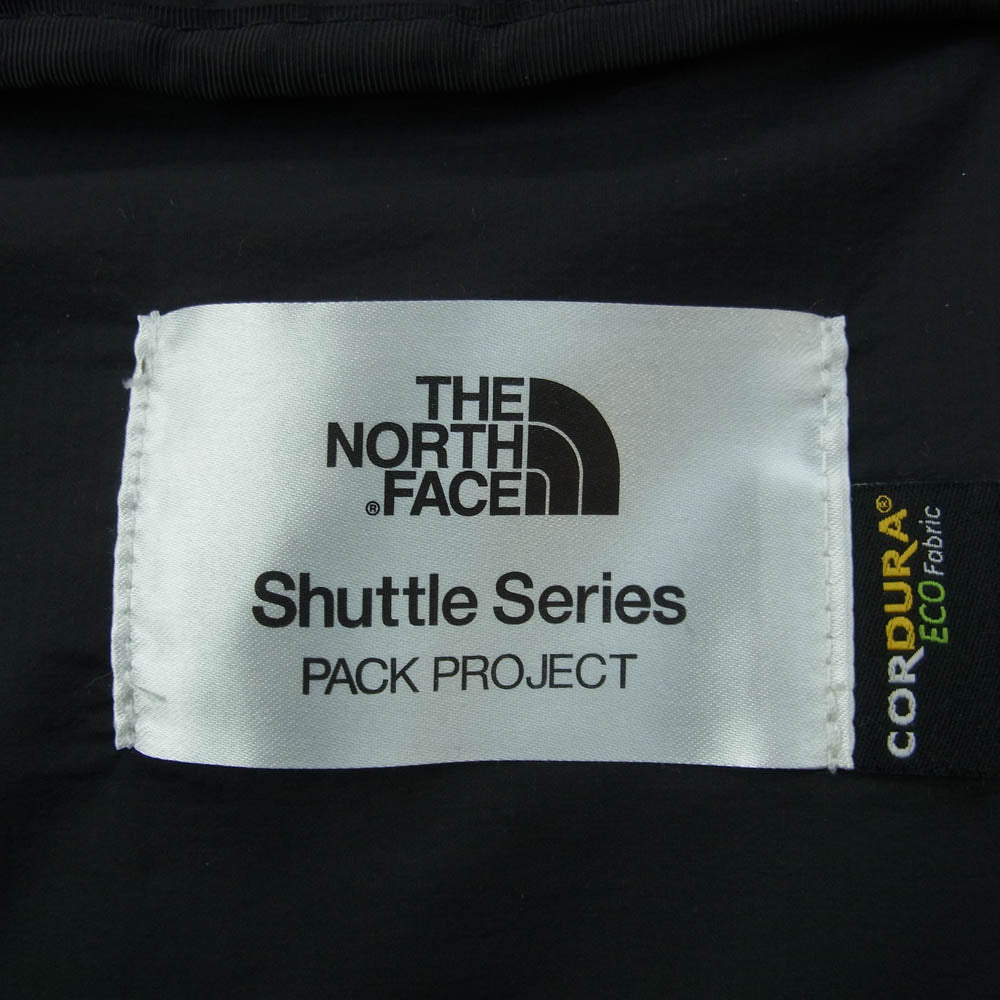 THE
NORTH
®FACE
Shuttle Series
PACK PROJECT
CORDURA®
ECO Fabric